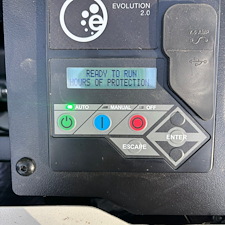 EVOLUTION
2.0
READY TO RUN
HOURS OF PROTECTION
AUTO MANUAL OFF
ENTER
ESCAPE